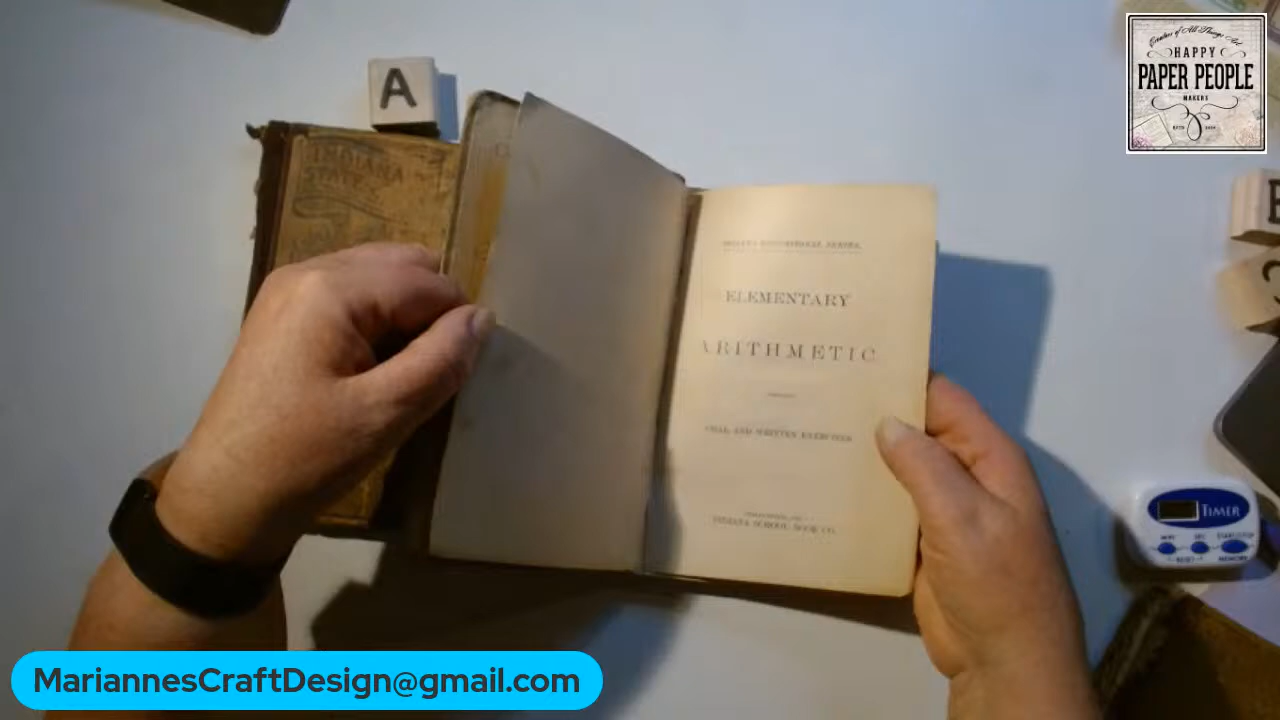 A
INDIANA
STATE
ELEMENTARY
ARITHMETIC
AND WRITTEN EXERCISES
INDIANA SCHOOL BOOK CO.
HAPPY
PAPER PEOPLE
MAKERS
TIMER
MEMORY
MariannesCraftDesign@gmail.com